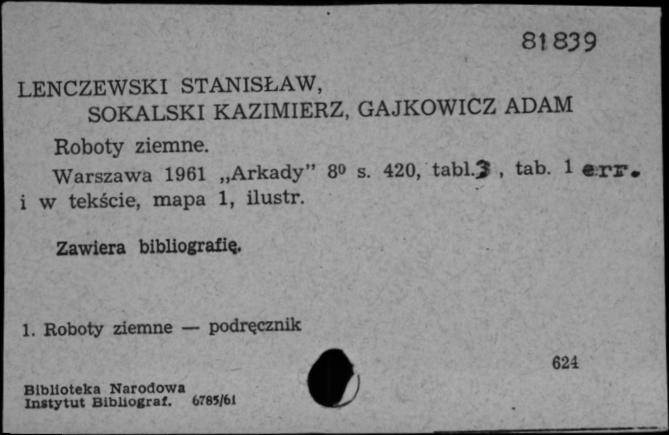 81839
LENCZEWSKI STANISŁAW,
SOKALSKI KAZIMIERZ, GAJKOWICZ ADAM
Roboty ziemne.
Warszawa 1961 „Arkady” 8⁰ s. 420, tabl. 3 , tab. 1 err.
i w tekście, mapa 1, ilustr.
Zawiera bibliografię.
1. Roboty ziemne — podręcznik
624
Biblioteka Narodowa
Instytut Bibliograf. 6785/61